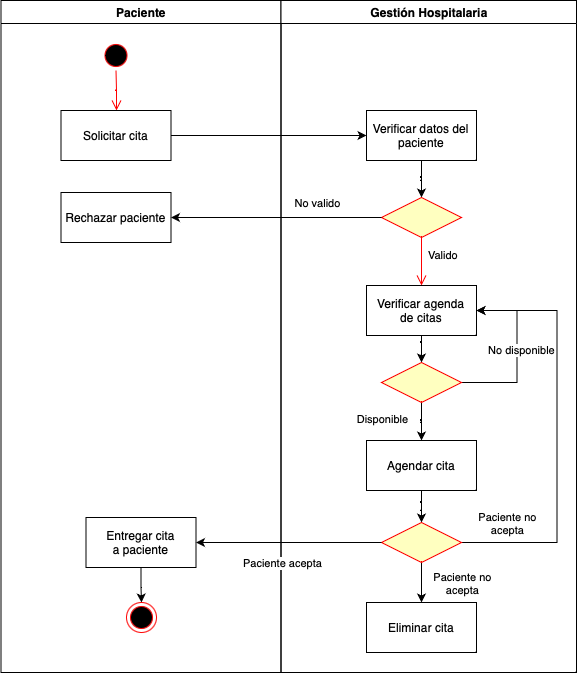 Paciente
Gestión Hospitalaria
Solicitar cita
Verificar datos del
paciente
Rechazar paciente
No valido
Valido
Verificar agenda
de citas
No disponible
Disponible
Agendar cita
Paciente no
acepta
Entregar cita
a paciente
Paciente acepta
Paciente no
acepta
Eliminar cita